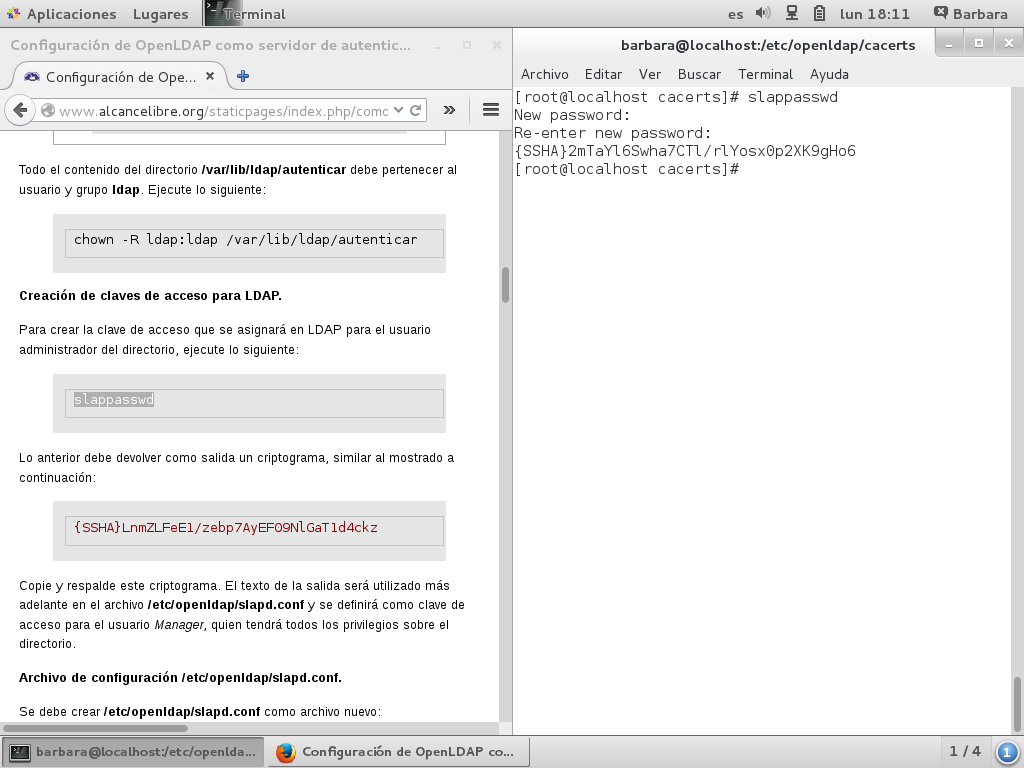 Aplicaciones Lugares Terminal es lun 18:11 Barbara
Configuración de OpenLDAP como servidor de autentic...
Configuración de Ope...
www.alcancelibre.org/staticpages/index.php/como
Todo el contenido del directorio /var/lib/ldap/autenticar debe pertenecer al
usuario y grupo ldap. Ejecute lo siguiente:
chown -R ldap:ldap /var/lib/ldap/autenticar
Creación de claves de acceso para LDAP.
Para crear la clave de acceso que se asignará en LDAP para el usuario
administrador del directorio, ejecute lo siguiente:
slappasswd
Lo anterior debe devolver como salida un criptograma, similar al mostrado a
continuación:
{SSHA}LnmZLFeE1/zebp7AyEF09NlGaT1d4ckz
Copie y respalde este criptograma. El texto de la salida será utilizado más
adelante en el archivo /etc/openldap/slapd.conf y se definirá como clave de
acceso para el usuario Manager, quien tendrá todos los privilegios sobre el
directorio.
Archivo de configuración /etc/openldap/slapd.conf.
Se debe crear /etc/openldap/slapd.conf como archivo nuevo:
barbara@localhost:/etc/openldap/cacerts
Archivo Editar Ver Buscar Terminal Ayuda
[root@localhost cacerts]# slappasswd
New password:
Re-enter new password:
{SSHA}2mTaYl6Swha7CTl/rlYosx0p2XK9gHo6
[root@localhost cacerts]#
barbara@localhost:/etc/openlda... Configuración de OpenLDAP co... 1 / 4 1